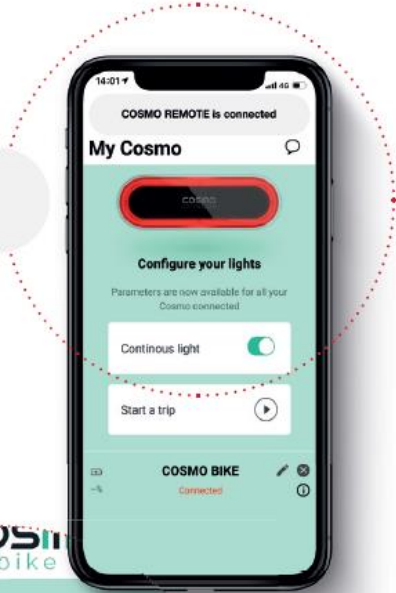 14:01
4G
COSMO REMOTE is connected
My Cosmo
COSMO
Configure your lights
Parameters are now available for all your
Cosmo connected
Continous light
Start a trip
COSMO BIKE
--%
Connected
bike